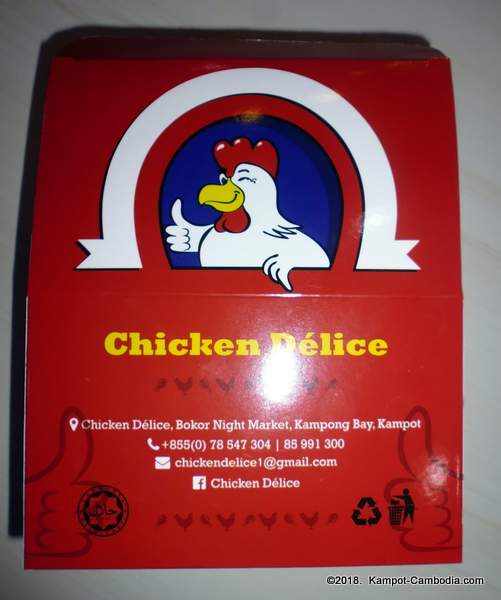 Chicken Délice
Chicken Délice, Bokor Night Market, Kampong Bay, Kampot
+855(0) 78 547 304 | 85 991 300
chickendelice1@gmail.com
Chicken Délice
حلال
©2018. Kampot-Cambodia.com